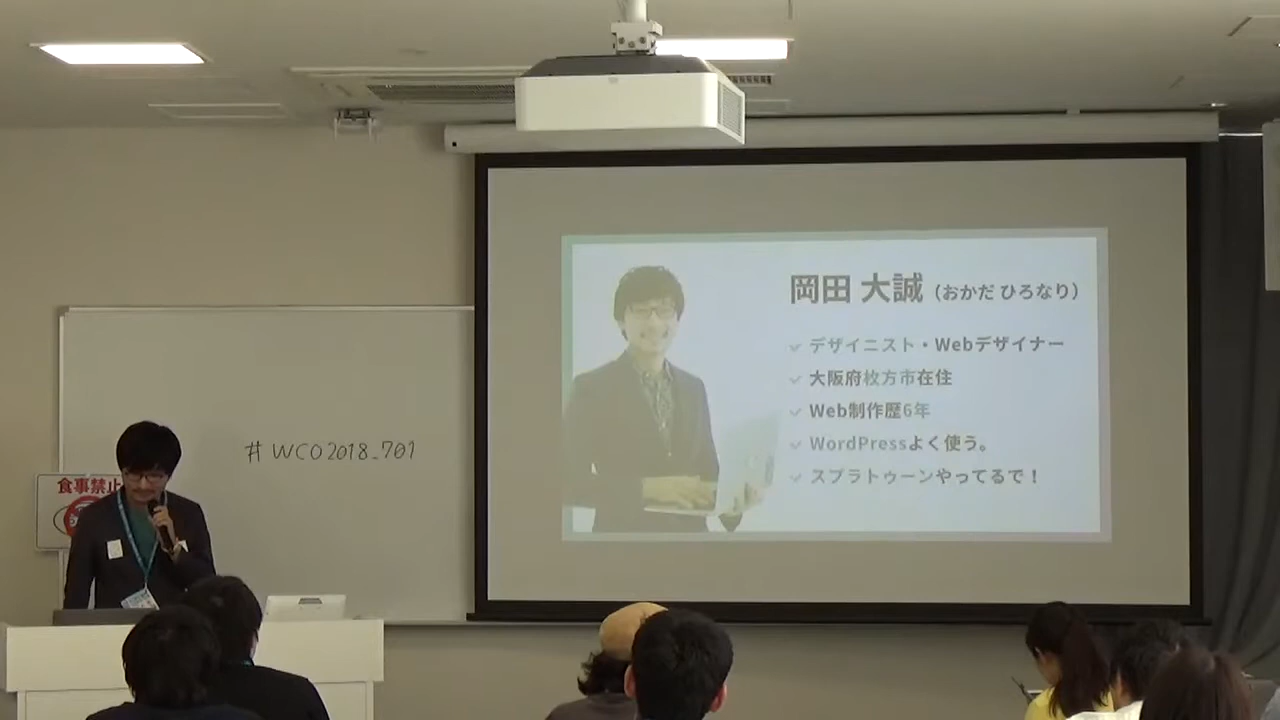 岡田 大誠（おかだ ひろなり）
デザイニスト・Webデザイナー
大阪府枚方市在住
Web制作歴6年
WordPressよく使う。
スプラトゥーンやってるで！
# WCO2018_701
食事禁止